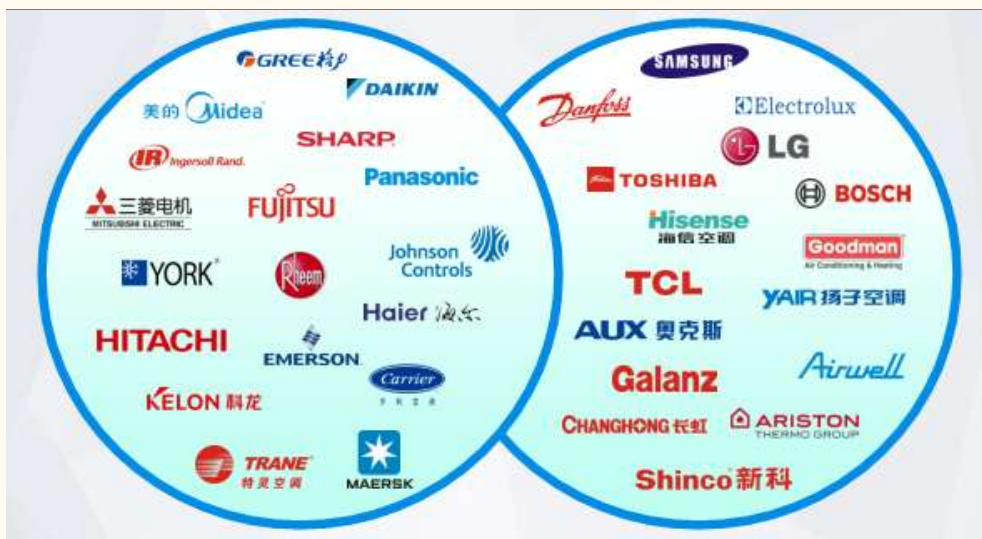 GREE格力
DAIKIN
美的 Midea
SHARP
IR Ingersoll Rand.
Panasonic
三菱电机
MITSUBISHI ELECTRIC
FUJITSU
Johnson
Controls
YORK
Rheem
Haier 海尔
HITACHI
EMERSON
Carrier
KELON 科龙
TRANE
特灵空调
MAERSK
SAMSUNG
Danfoss
Electrolux
LG
TOSHIBA
BOSCH
Hisense
海信空调
Goodman
Air Conditioning & Heating
TCL
YAIR 扬子空调
AUX 奥克斯
Airwell
Galanz
CHANGHONG 长虹
ARISTON
THERMO GROUP
Shinco 新科